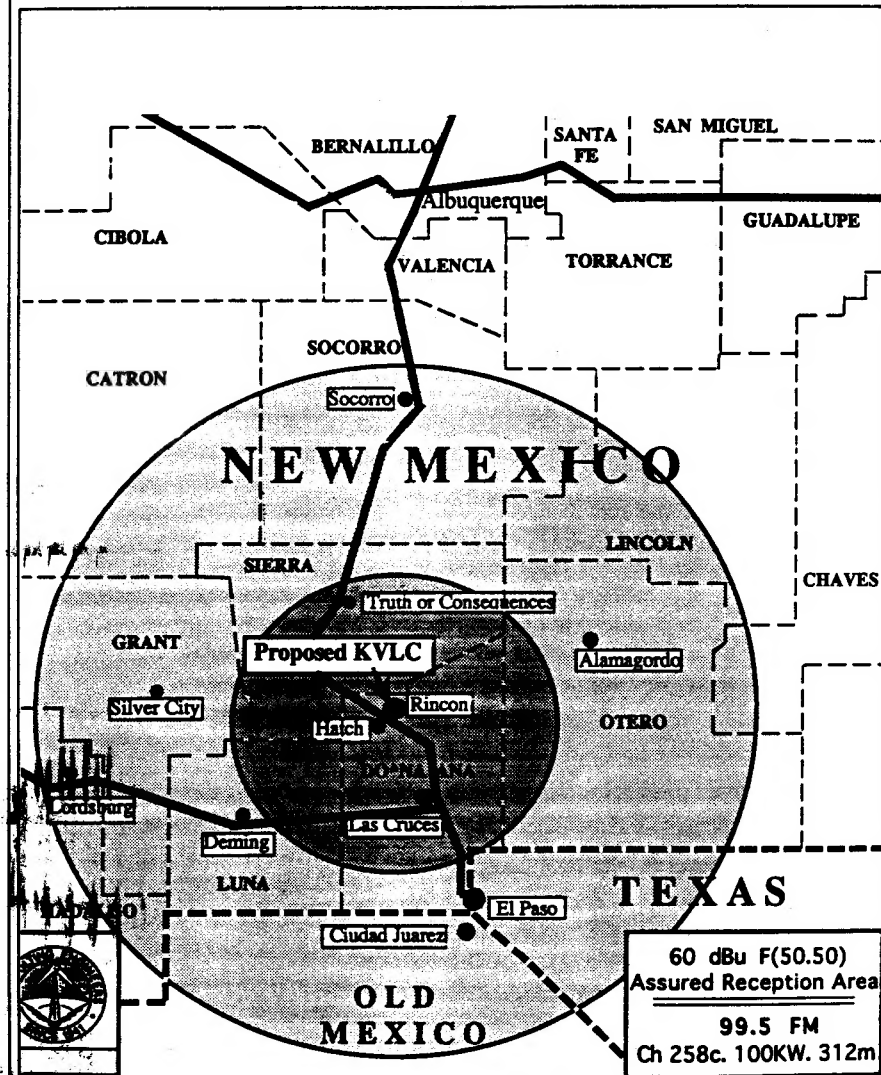 BERNALILLO
SANTA
FE
SAN MIGUEL
Albuquerque
GUADALUPE
CIBOLA
VALENCIA
TORRANCE
SOCORRO
CATRON
Socorro
NEW MEXICO
LINCOLN
SIERRA
CHAVES
Truth or Consequences
GRANT
Proposed KVLC
Alamagordo
Silver City
Rincon
OTERO
Hatch
Lordsburg
Las Cruces
Deming
LUNA
TEXAS
El Paso
Ciudad Juarez
60 dBu F(50.50)
Assured Reception Area
OLD
MEXICO
99.5 FM
Ch 258c. 100KW. 312m